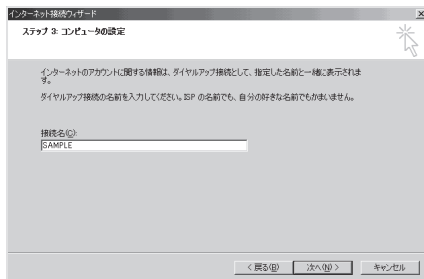 インターネット接続ウィザード
ステップ 3: コンピュータの設定
インターネットのアカウントに関する情報は、ダイヤルアップ接続として、指定した名前と一緒に表示されま
す。
ダイヤルアップ接続の名前を入力してください。ISP の名前でも、自分の好きな名前でもかまいません。
接続名(C):
SAMPLE
< 戻る(B) 次へ(N) > キャンセル